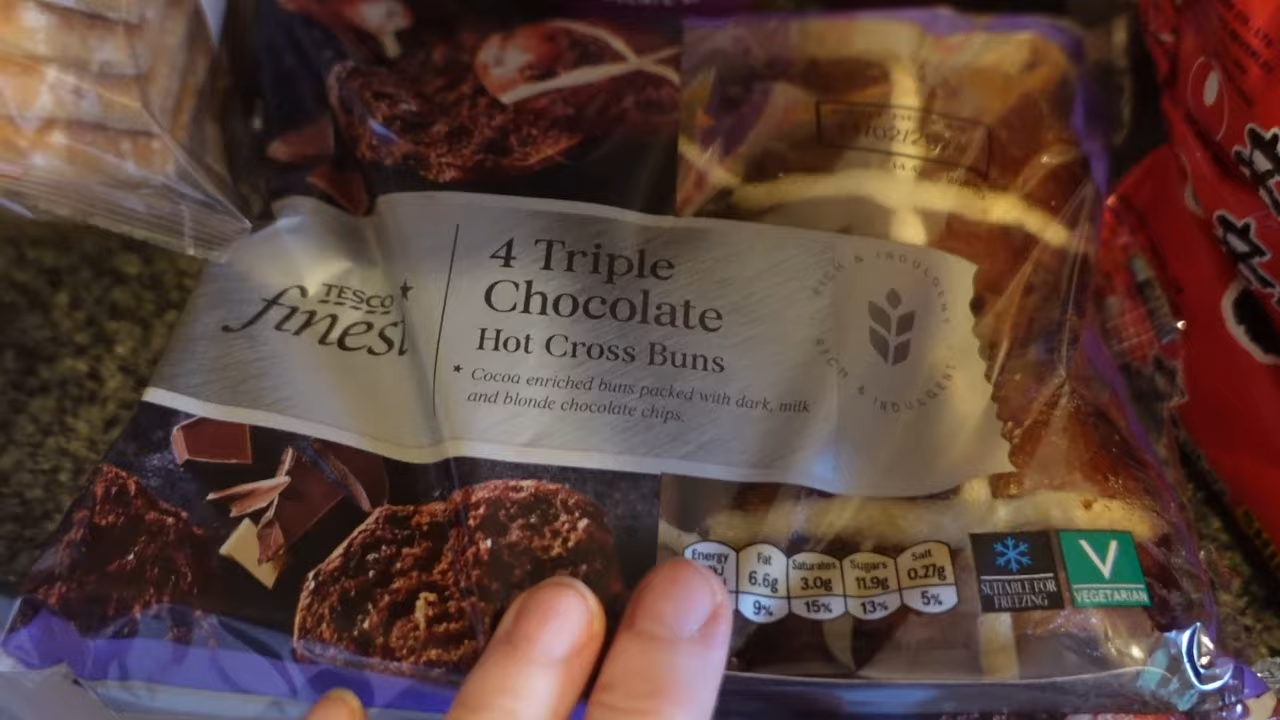 TESCO
finest
4 Triple
Chocolate
Hot Cross Buns
Cocoa enriched buns packed with dark, milk
and blonde chocolate chips.
RICH & INDULGENT
RICH & INDULGENT
Energy
Fat
6.6g
9%
Saturates
3.0g
15%
Sugars
11.9g
13%
Salt
0.27g
5%
SUITABLE FOR
FREEZING
V
VEGETARIAN